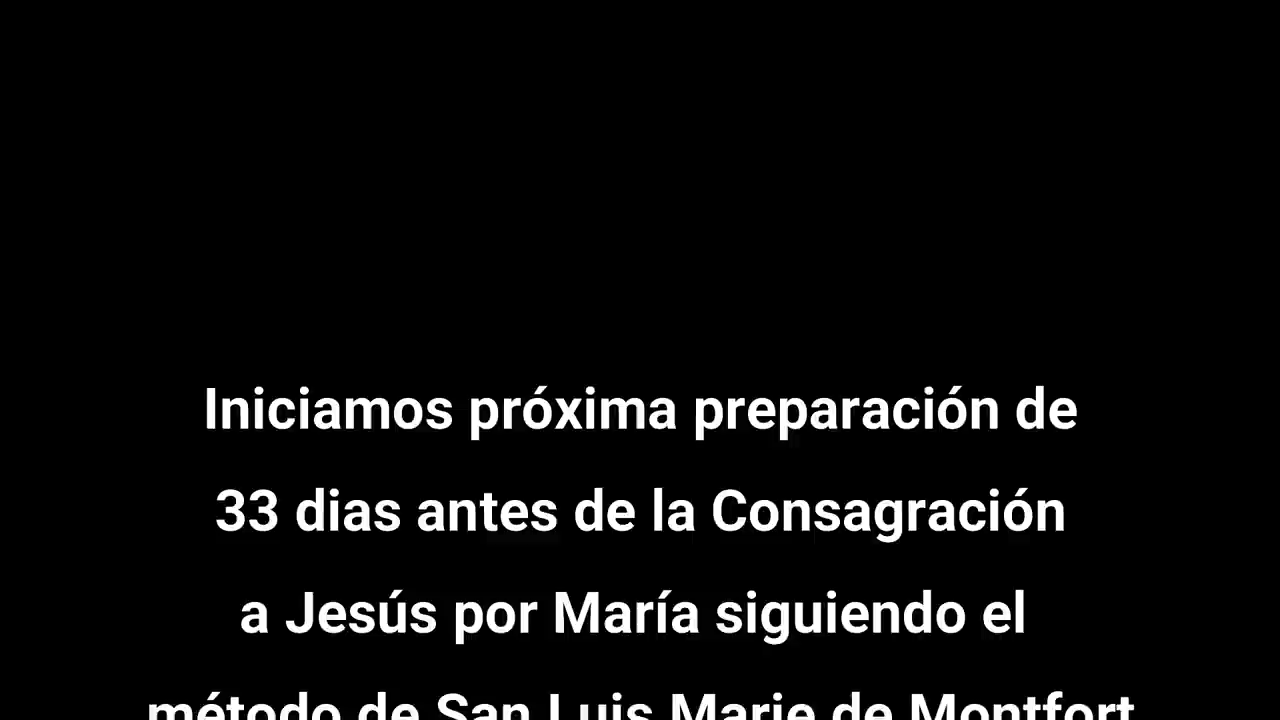 Iniciamos próxima preparación de
33 dias antes de la Consagración
a Jesús por María siguiendo el
método de San Luis Marie de Montfort